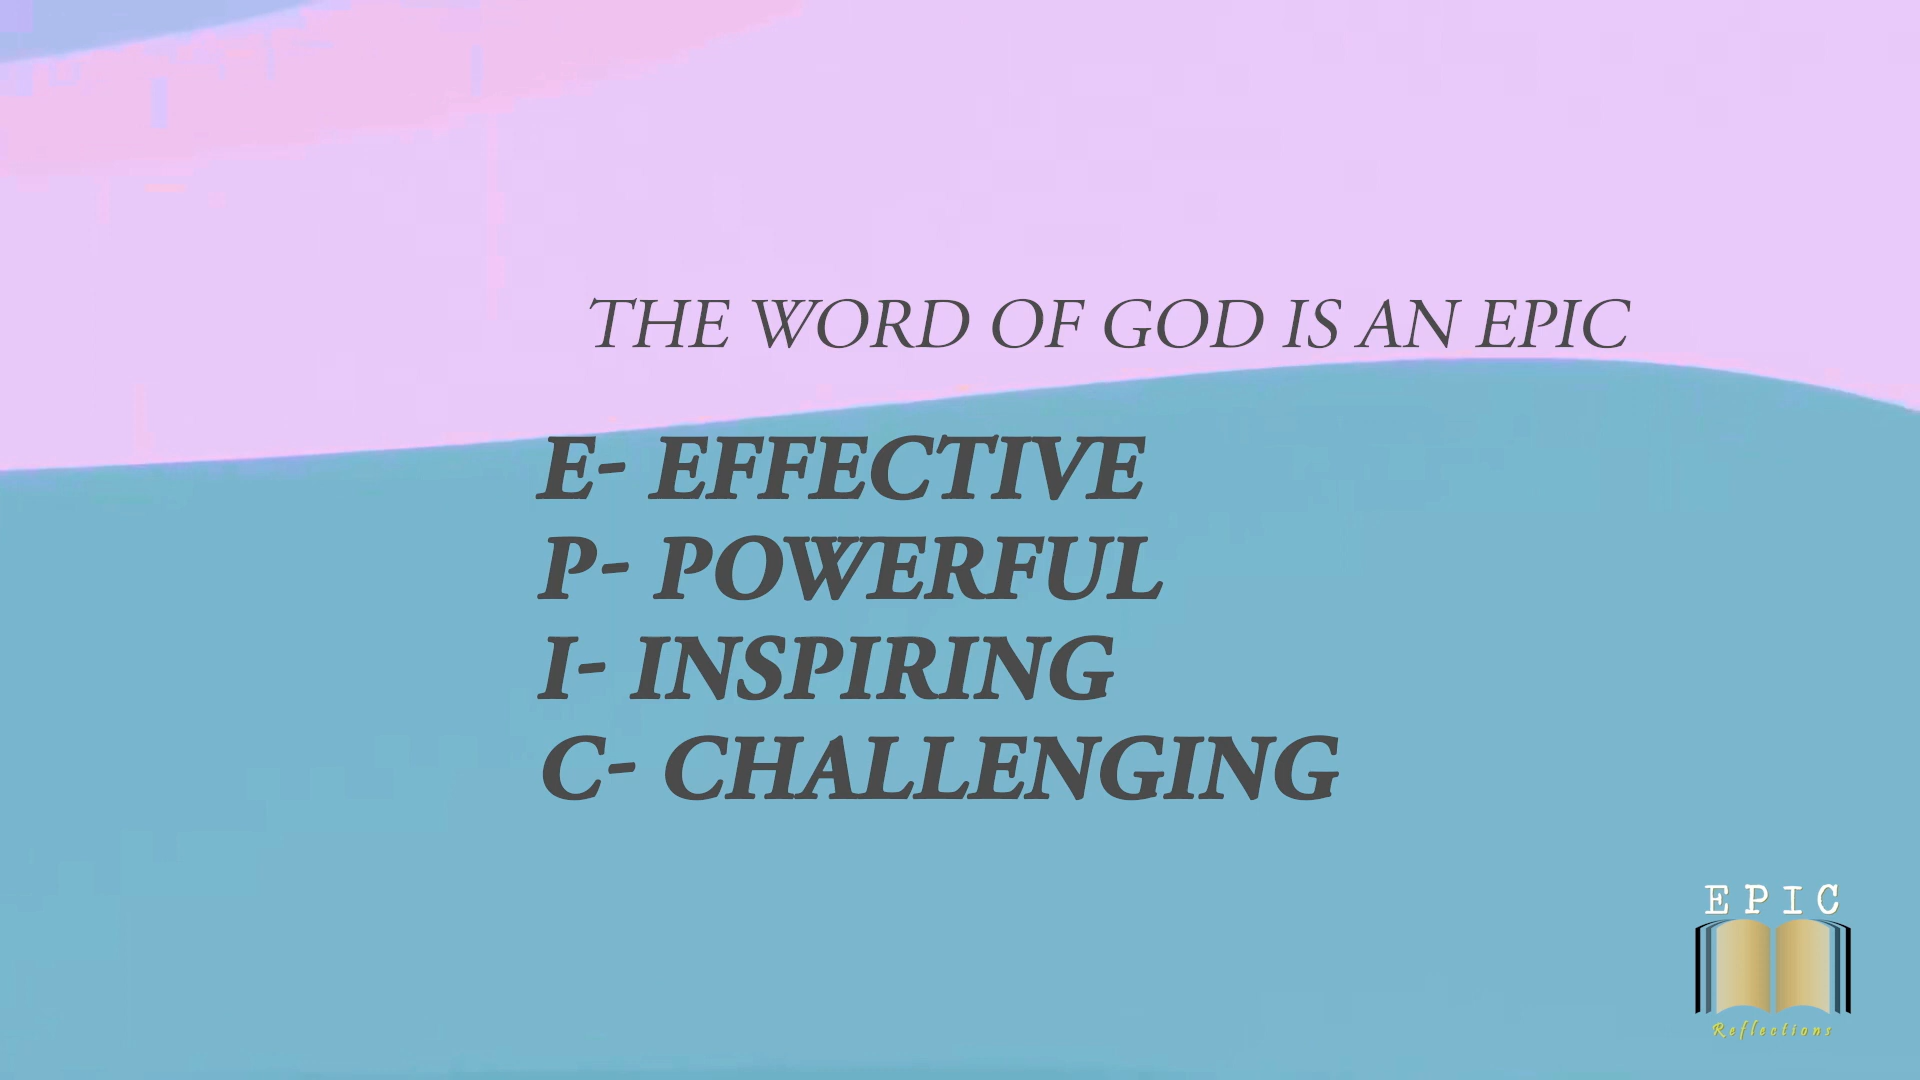 THE WORD OF GOD IS AN EPIC
E- EFFECTIVE
P- POWERFUL
I- INSPIRING
C- CHALLENGING
EPIC
Reflections